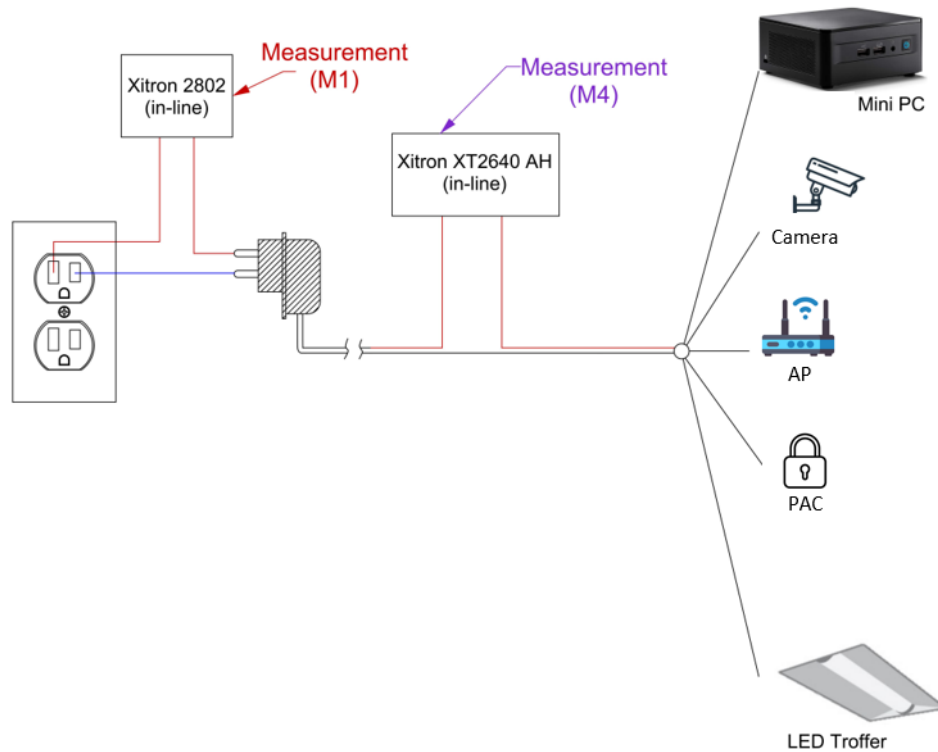 Measurement
(M1)
Xitron 2802
(in-line)
Measurement
(M4)
Xitron XT2640 AH
(in-line)
Mini PC
Camera
AP
PAC
LED Troffer